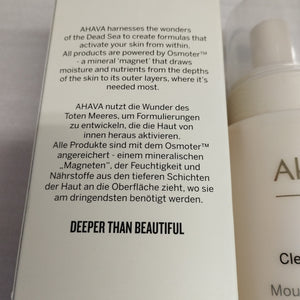 AHAVA harnesses the wonders
of the Dead Sea to create formulas that
activate your skin from within.
All products are powered by Osmoter™
- a mineral 'magnet' that draws
moisture and nutrients from the depths
of the skin to its outer layers, where it's
needed most.
AHAVA nutzt die Wunder des
Toten Meeres, um Formulierungen
zu entwickeln, die die Haut von
innen heraus aktivieren.
Alle Produkte sind mit dem Osmoter™
angereichert - einem mineralischen
„Magneten", der Feuchtigkeit und
Nährstoffe aus den tieferen Schichten
der Haut an die Oberfläche zieht, wo sie
am dringendsten benötigt werden.
DEEPER THAN BEAUTIFUL
AH
Cle
Mou